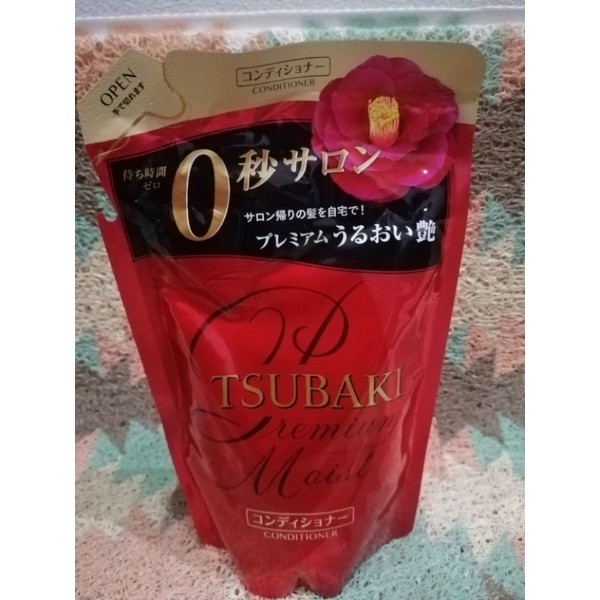 OPEN
手で切れます
コンディショナー
CONDITIONER
待ち時間
ゼロ
0秒サロン
サロン帰りの髪を自宅で！
プレミアムうるおい艶
TSUBAKI
Premium
Moist
コンディショナー
CONDITIONER